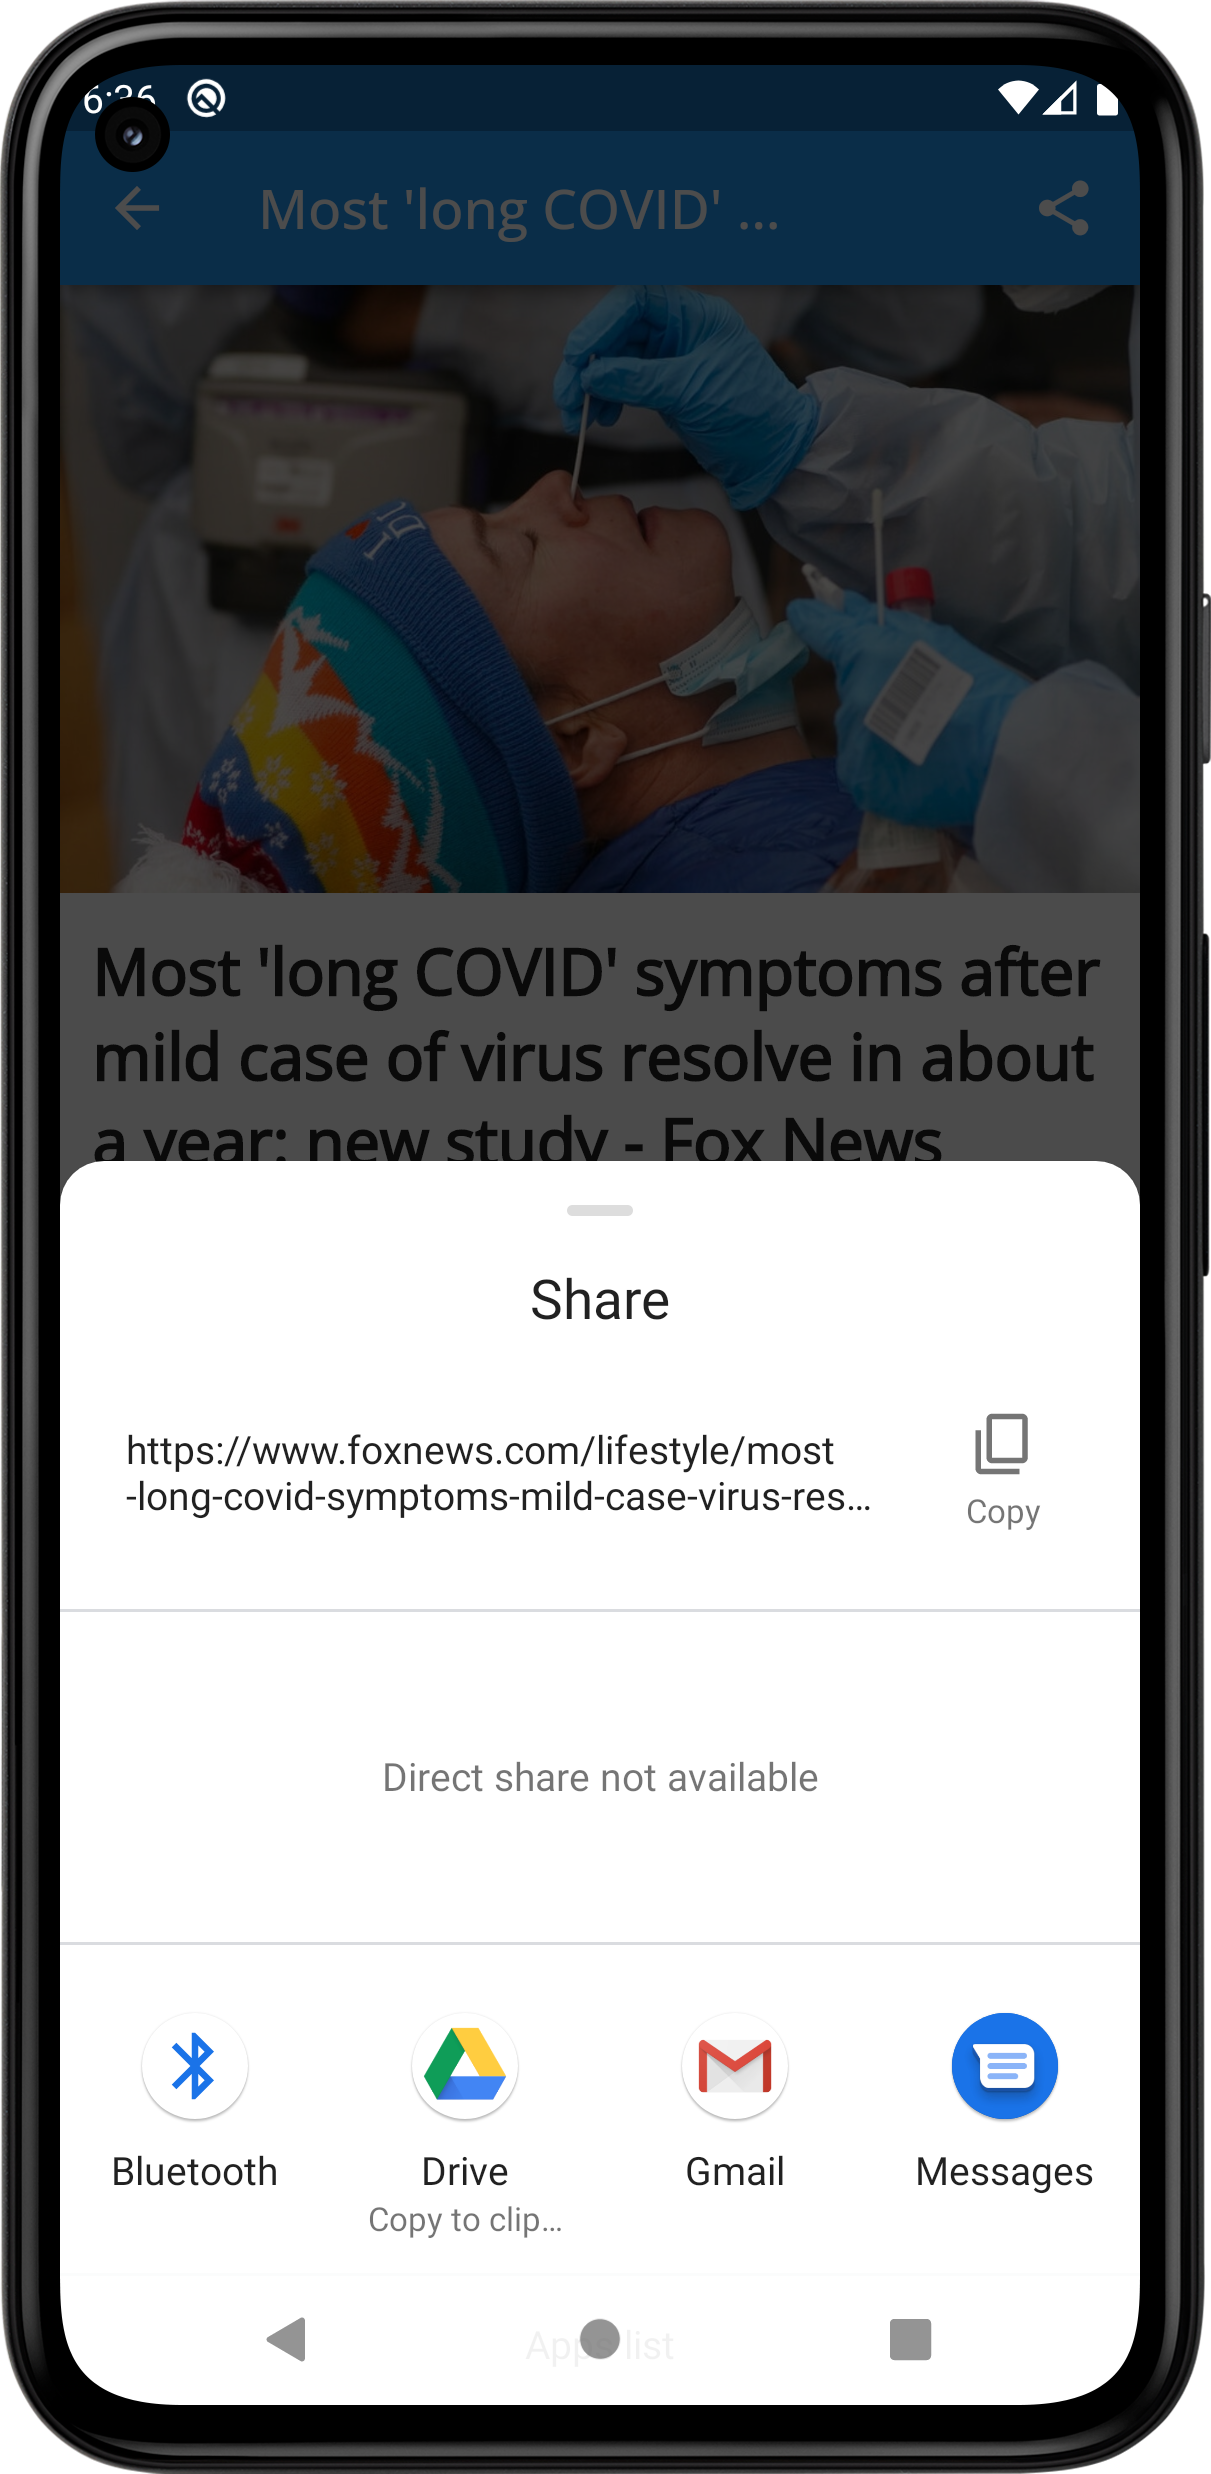 6:36
Most 'long COVID' ...
Most 'long COVID' symptoms after
mild case of virus resolve in about
a year: new study - Fox News
Share
https://www.foxnews.com/lifestyle/most
-long-covid-symptoms-mild-case-virus-res...
Copy
Direct share not available
Bluetooth
Drive
Copy to clip...
Gmail
Messages
Apps list